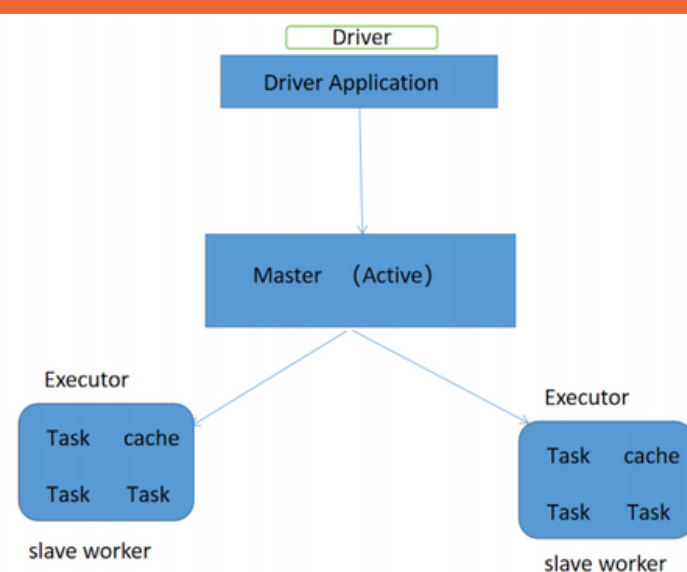 Driver
Driver Application
Master （Active）
Executor
Task cache
Task Task
slave worker
Executor
Task cache
Task Task
slave worker